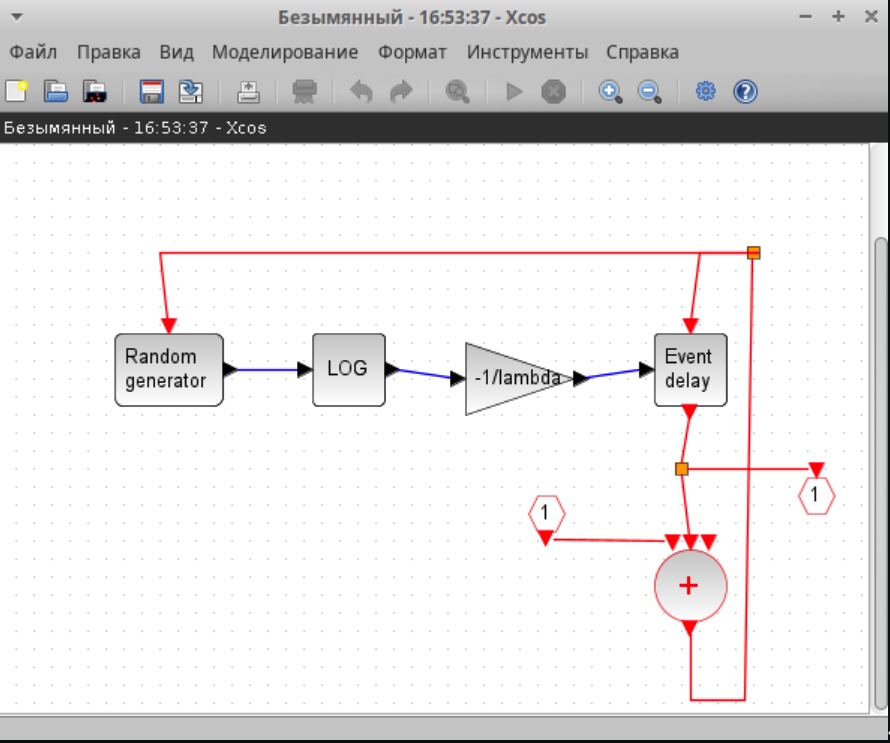 Безымянный - 16:53:37 - Xcos
Файл Правка Вид Моделирование Формат Инструменты Справка
Безымянный - 16:53:37 - Xcos
Random
generator
LOG
-1/lambda
Event
delay
1
1
+